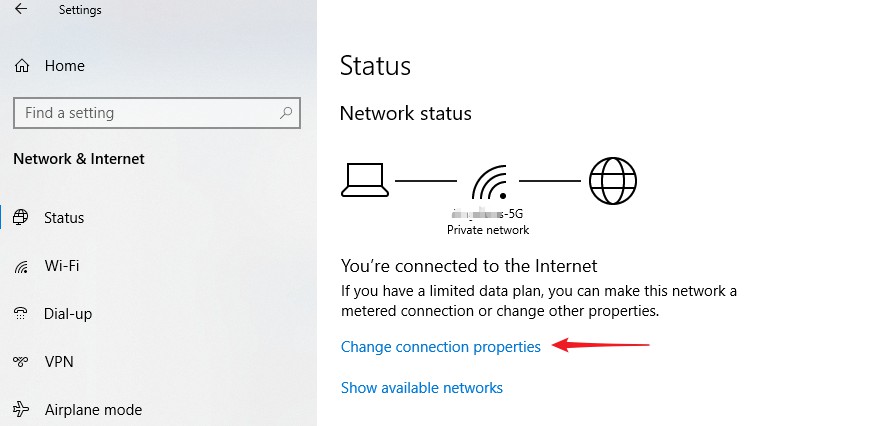 Settings
Home
Find a setting
Network & Internet
Status
Wi-Fi
Dial-up
VPN
Airplane mode
Status
Network status
-5G
Private network
You're connected to the Internet
If you have a limited data plan, you can make this network a
metered connection or change other properties.
Change connection properties
Show available networks